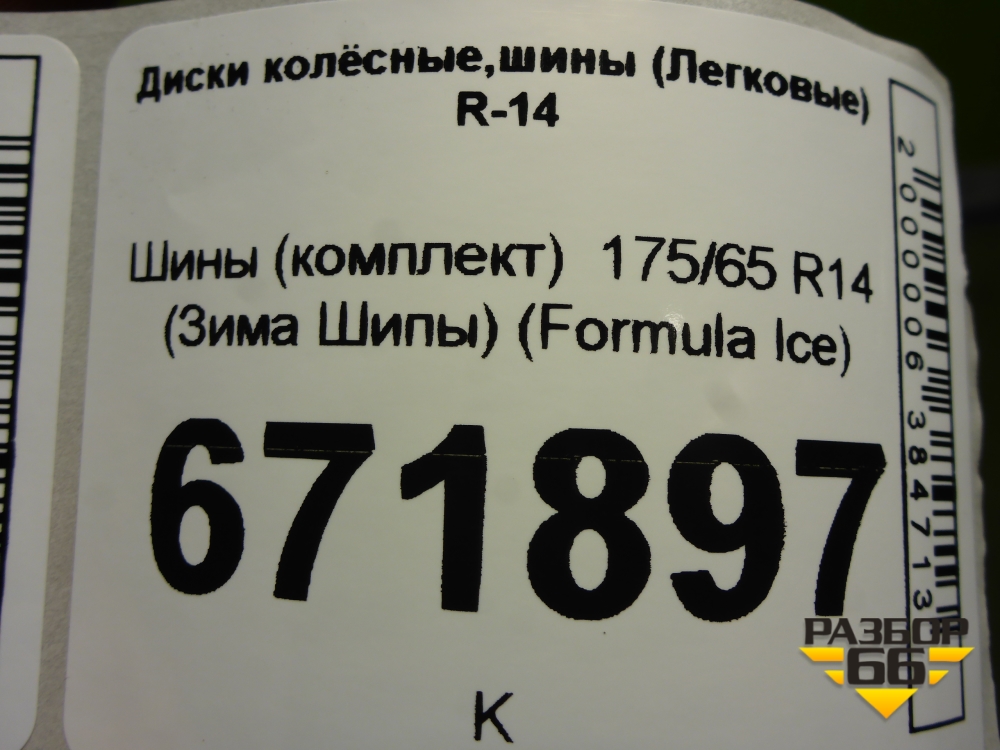 Диски колёсные,шины (Легковые)
R-14
Шины (комплект) 175/65 R14
(Зима Шипы) (Formula Ice)
671897
К
2000006384713
РАЗБОР
66